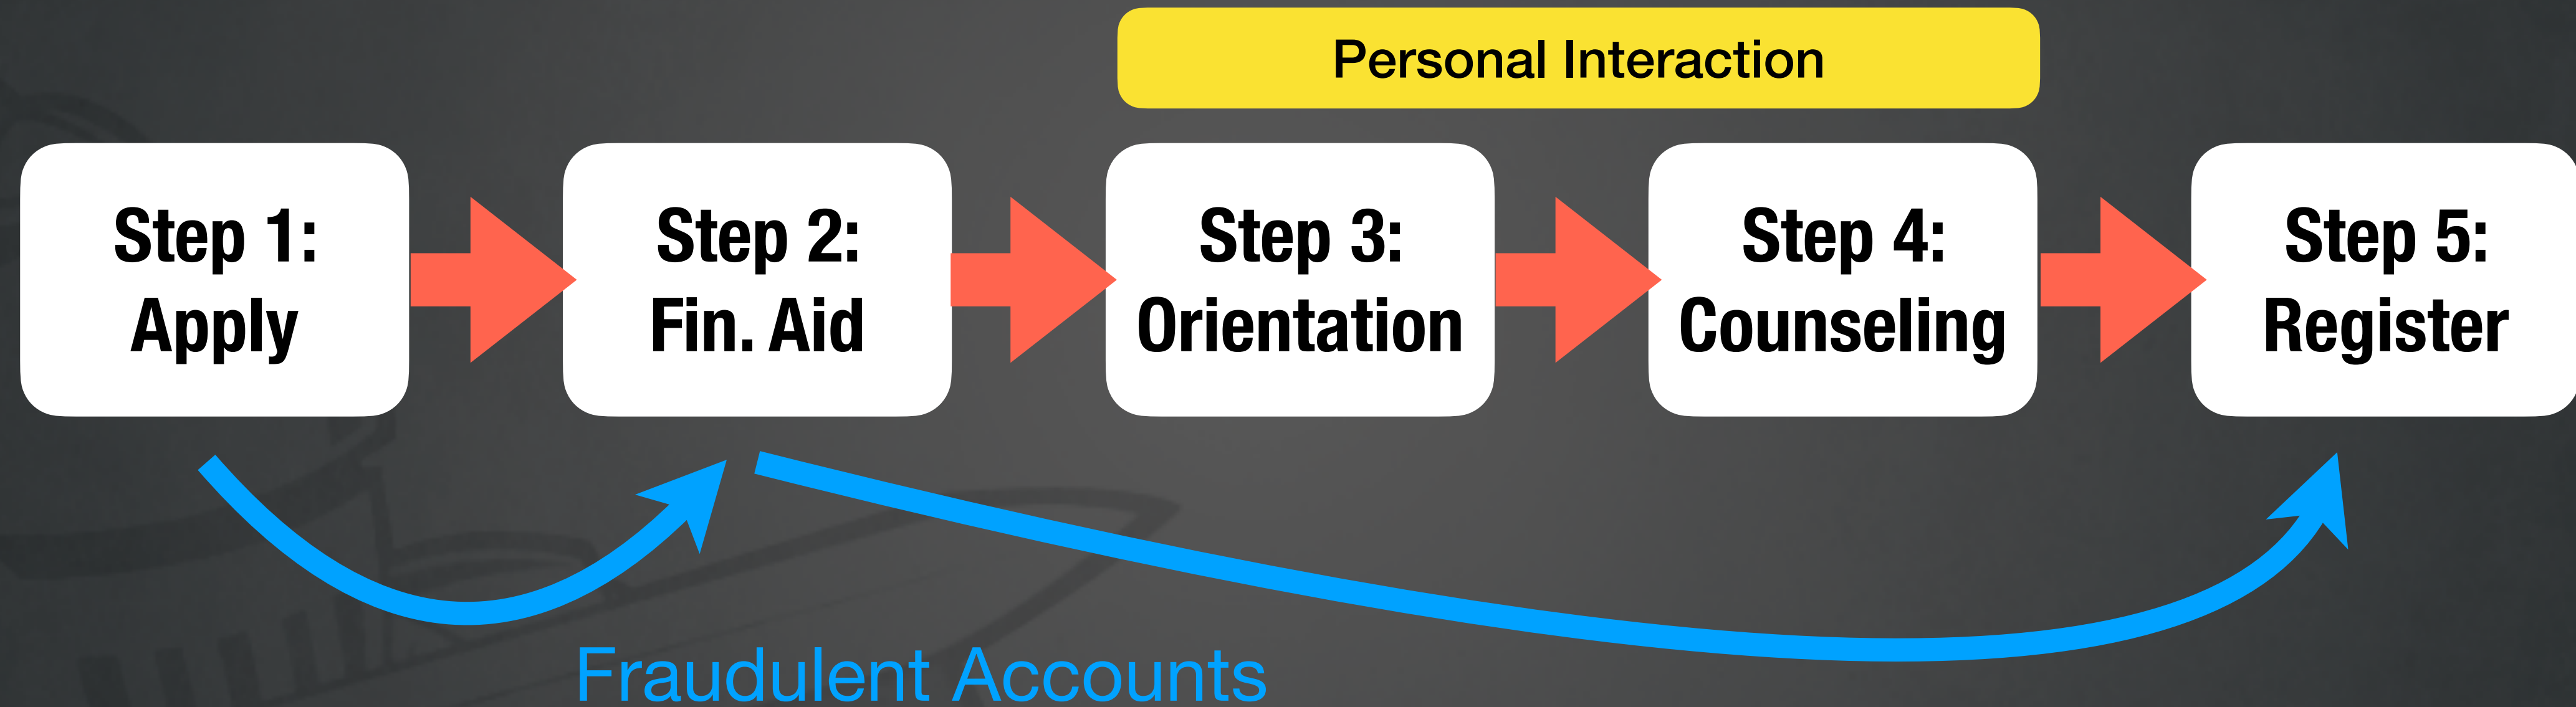 Personal Interaction
Step 1:
Apply
Step 2:
Fin. Aid
Step 3:
Orientation
Step 4:
Counseling
Step 5:
Register
Fraudulent Accounts